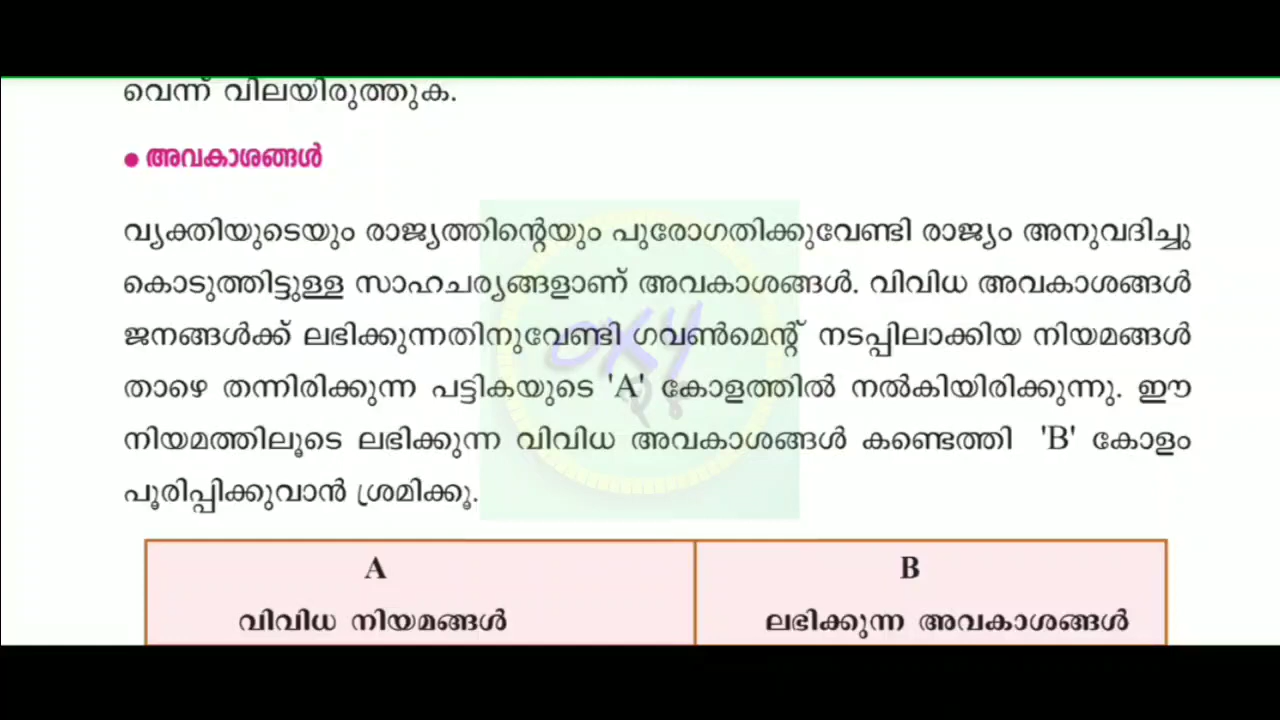 വെന്ന് വിലയിരുത്തുക.
• അവകാശങ്ങൾ
വ്യക്തിയുടെയും രാജ്യത്തിന്റെയും പുരോഗതിക്കുവേണ്ടി രാജ്യം അനുവദിച്ചു
കൊടുത്തിട്ടുള്ള സാഹചര്യങ്ങളാണ് അവകാശങ്ങൾ. വിവിധ അവകാശങ്ങൾ
ജനങ്ങൾക്ക് ലഭിക്കുന്നതിനുവേണ്ടി ഗവൺമെന്റ് നടപ്പിലാക്കിയ നിയമങ്ങൾ
താഴെ തന്നിരിക്കുന്ന പട്ടികയുടെ 'A' കോളത്തിൽ നൽകിയിരിക്കുന്നു. ഈ
നിയമത്തിലൂടെ ലഭിക്കുന്ന വിവിധ അവകാശങ്ങൾ കണ്ടെത്തി 'B' കോളം
പൂരിപ്പിക്കുവാൻ ശ്രമിക്കൂ.
A B
വിവിധ നിയമങ്ങൾ ലഭിക്കുന്ന അവകാശങ്ങൾ